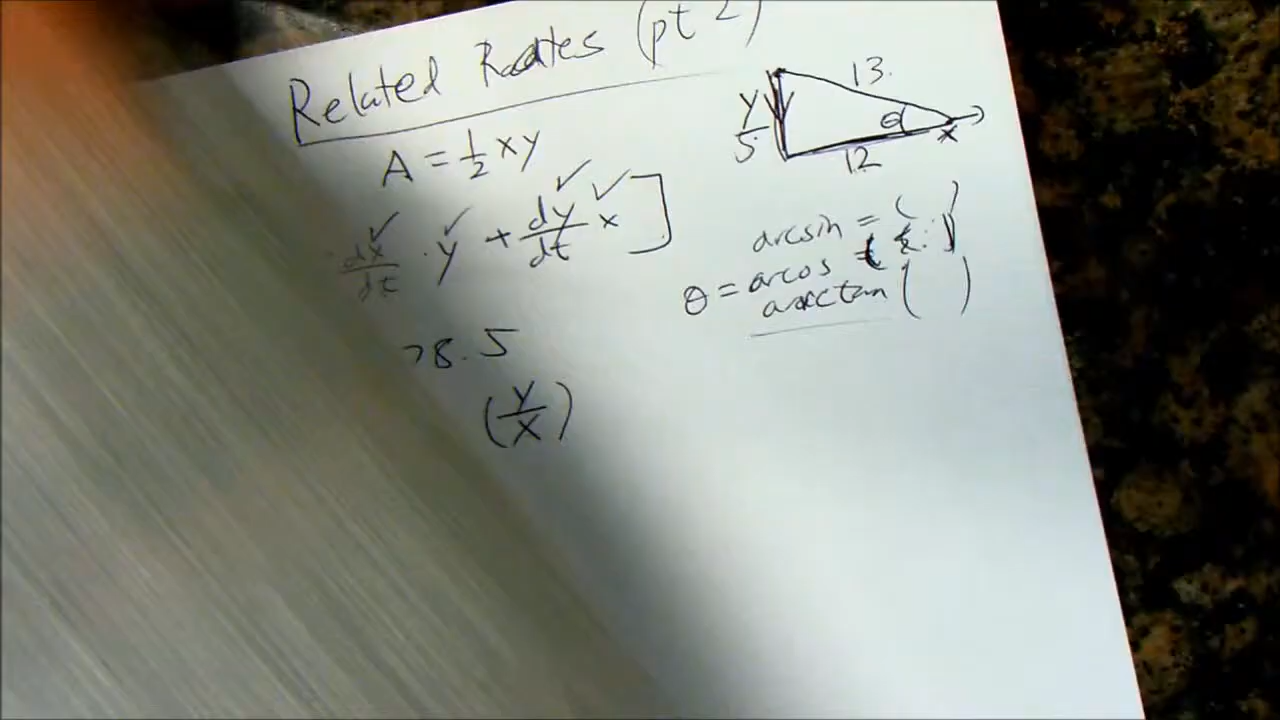 Related Rates (pt 2)
A = 1/2 xy
dx/dt · y + dy/dt x ]
78.5
(y/x)
13
y
5
θ
12
x
arcsin = ( )
θ = arcos = ( )
arctan ( )